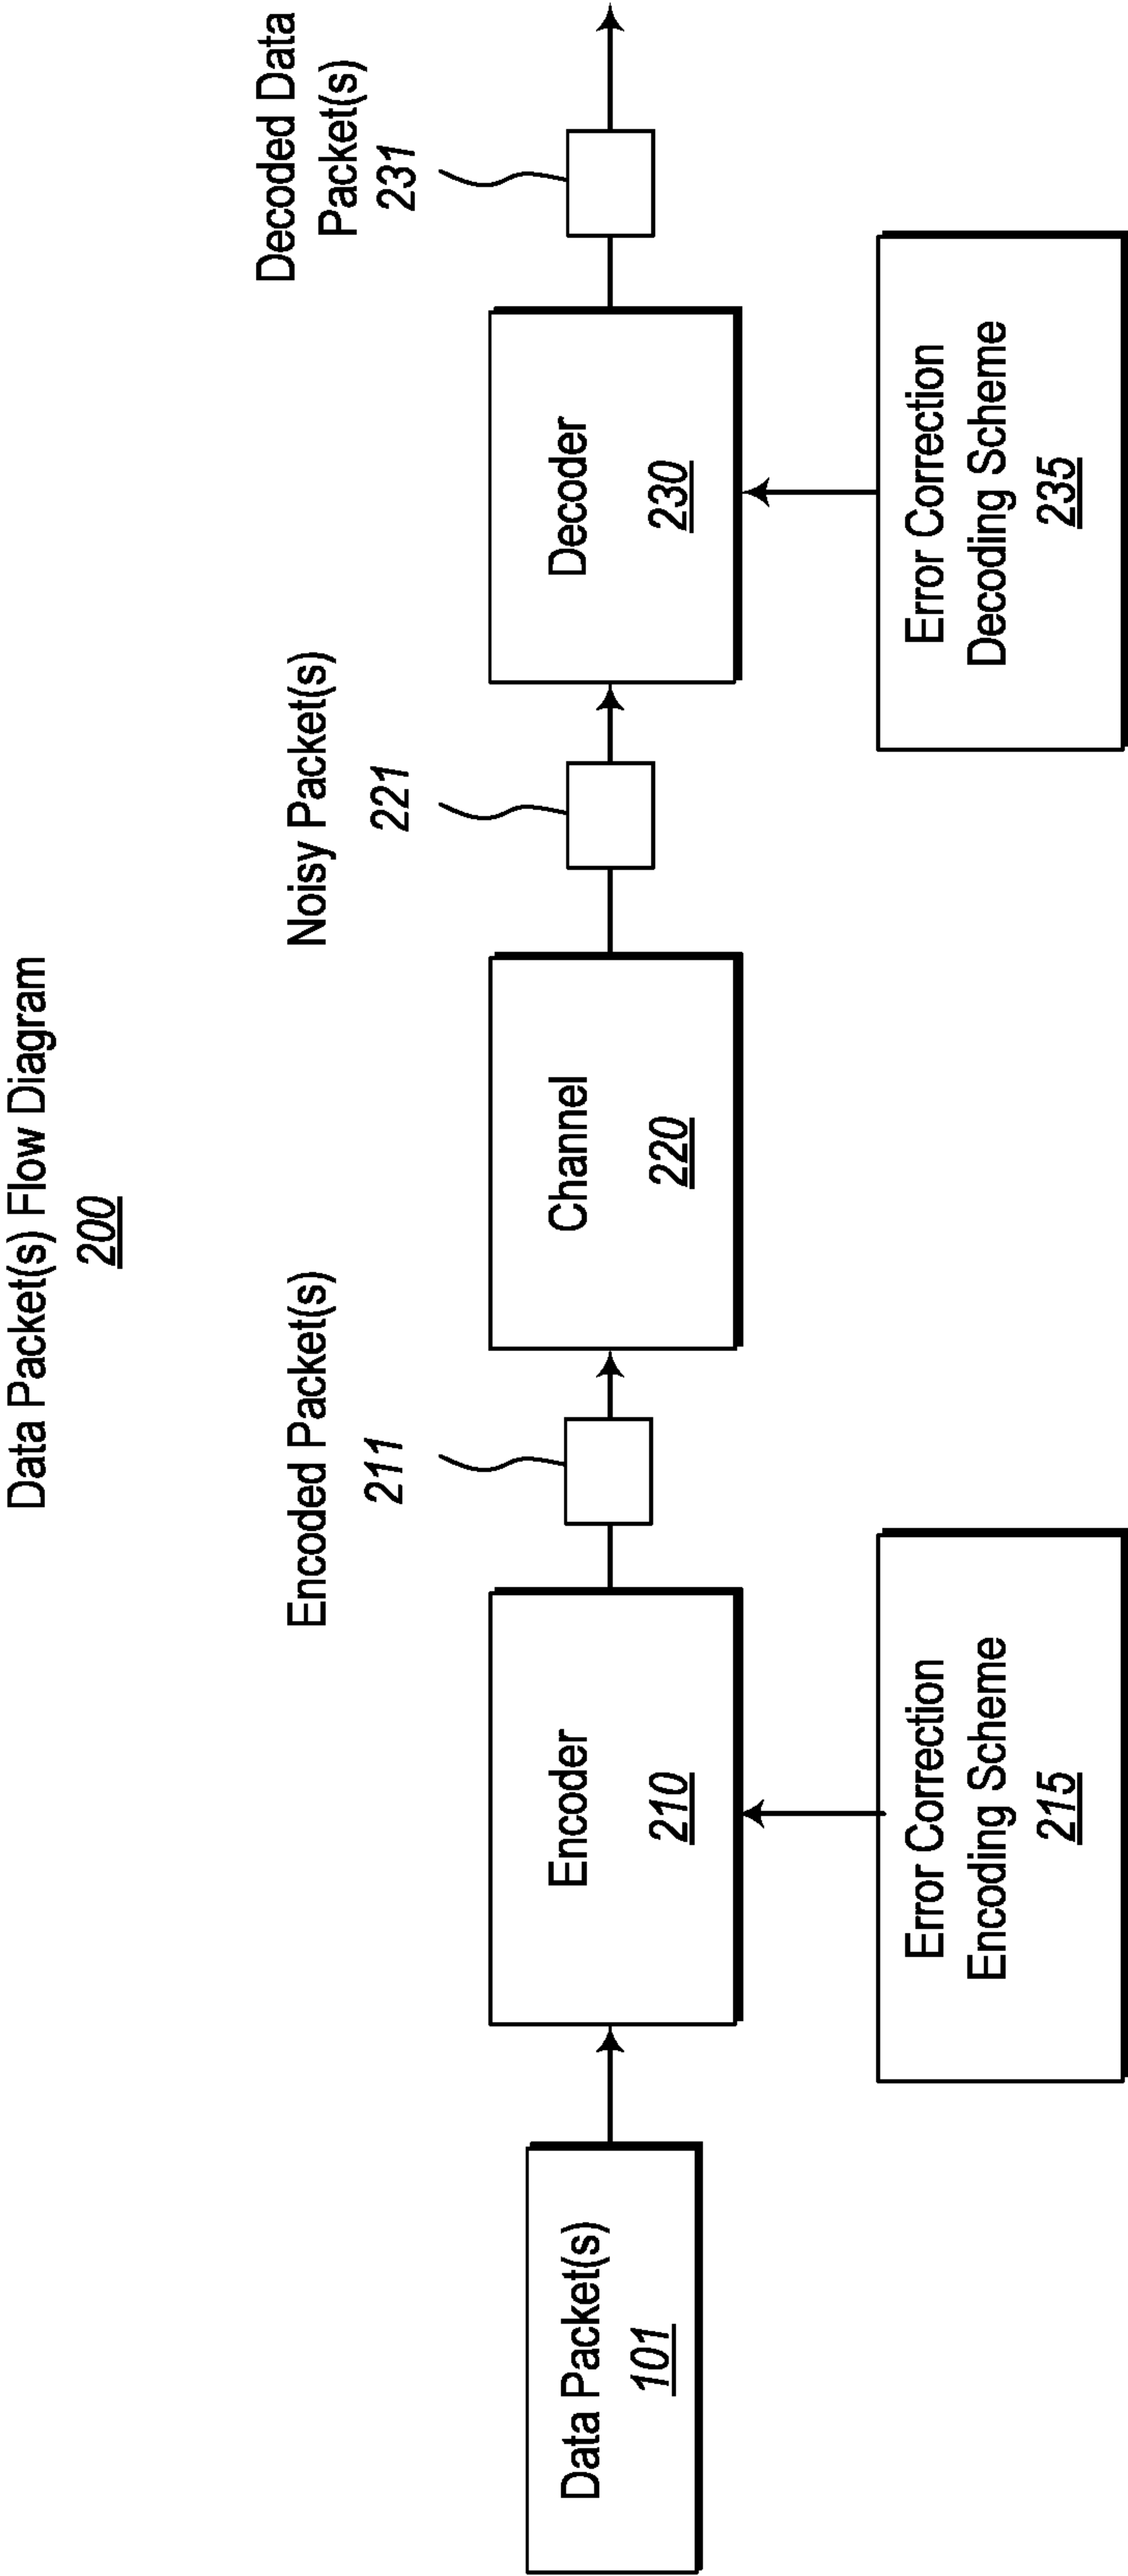 Data Packet(s) Flow Diagram
200
Data Packet(s)
101
Encoder
210
Error Correction
Encoding Scheme
215
Encoded Packet(s)
211
Channel
220
Noisy Packet(s)
221
Decoder
230
Error Correction
Decoding Scheme
235
Decoded Data
Packet(s)
231